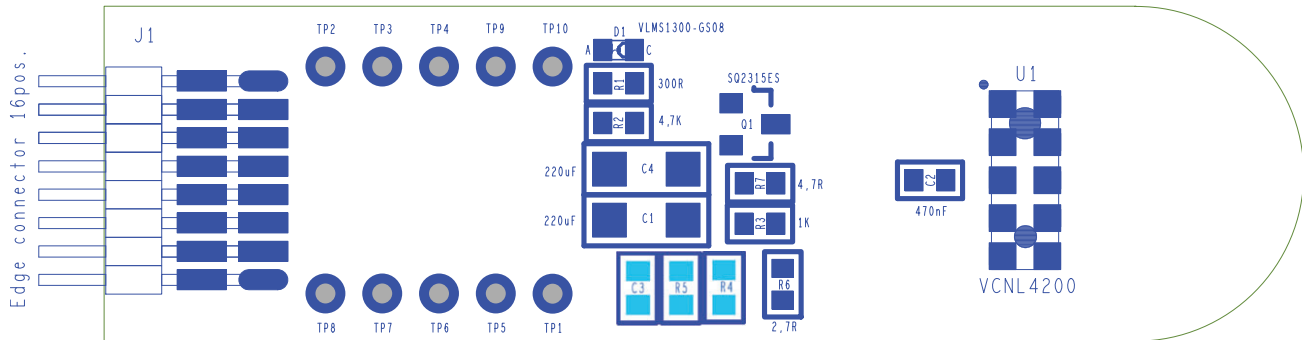 J1
Edge connector 16pos.
TP2 TP3 TP4 TP9 TP10
D1 VLMS1300-GS08
A C
R1 300R
R2 4,7K
SQ2315ES
Q1
U1
220uF C4
R7 4,7R
C2
470nF
220uF C1
R3 1K
C3 R5 R4 R6
2,7R
VCNL4200
TP8 TP7 TP6 TP5 TP1